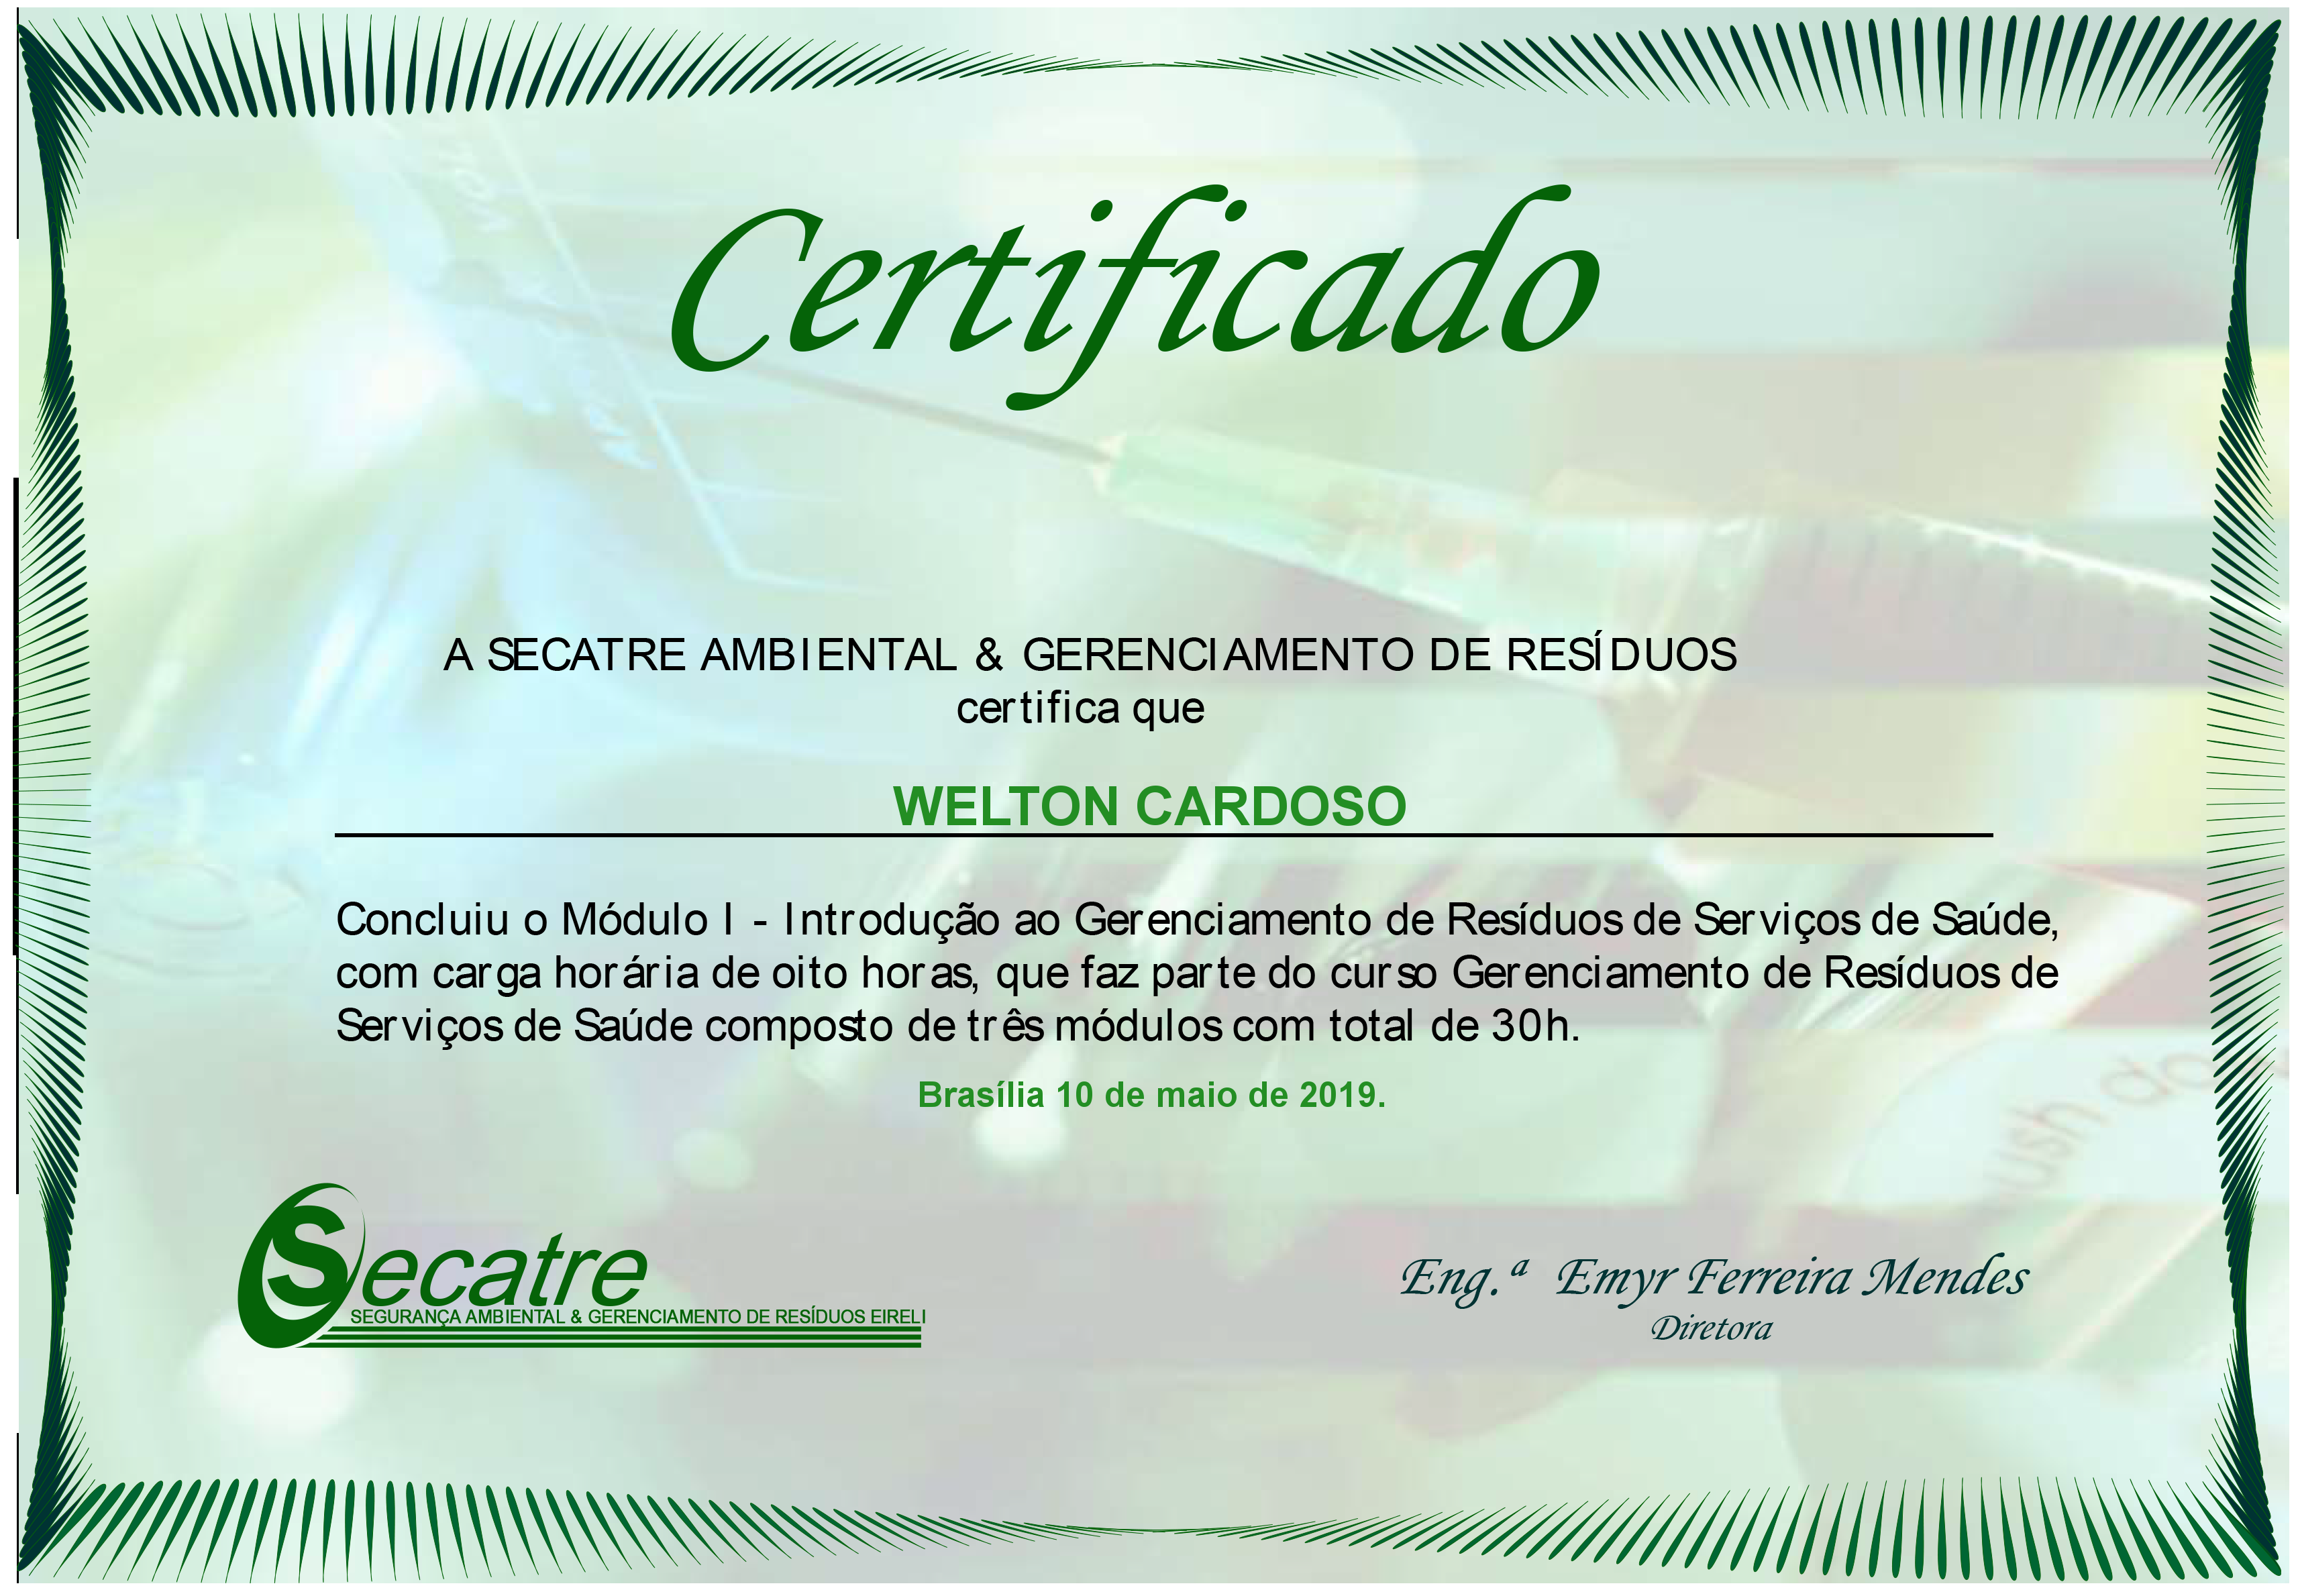 Certificado
A SECATRE AMBIENTAL & GERENCIAMENTO DE RESÍDUOS
certifica que
WELTON CARDOSO
Concluiu o Módulo I - Introdução ao Gerenciamento de Resíduos de Serviços de Saúde,
com carga horária de oito horas, que faz parte do curso Gerenciamento de Resíduos de
Serviços de Saúde composto de três módulos com total de 30h.
Brasília 10 de maio de 2019.
Secatre
SEGURANÇA AMBIENTAL & GERENCIAMENTO DE RESÍDUOS EIRELI
Eng.ª Emyr Ferreira Mendes
Diretora